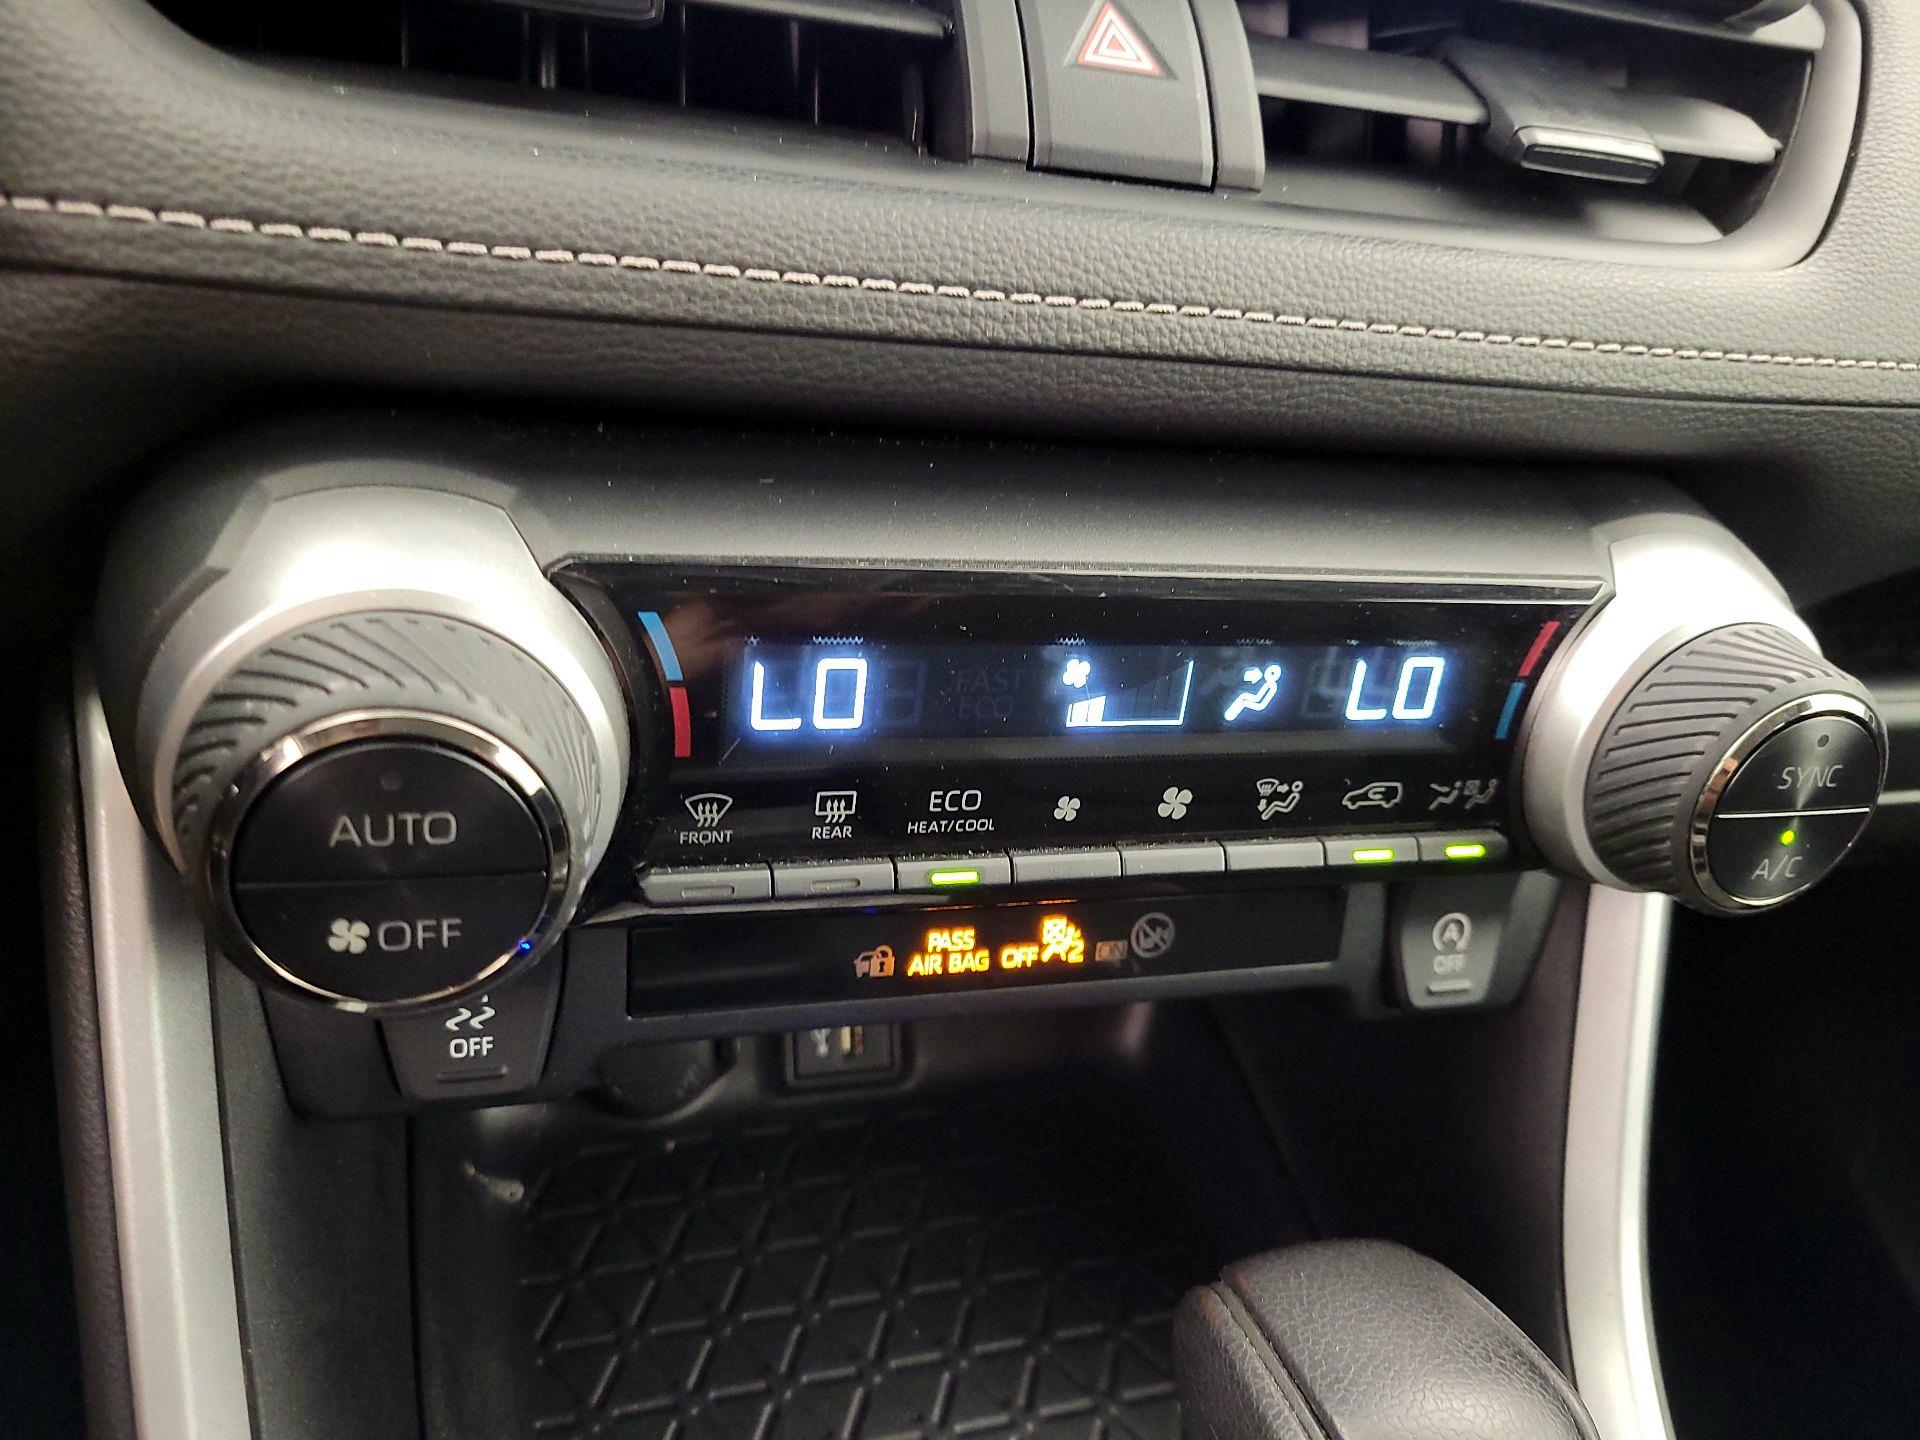 LO LO
FAST
ECO
FRONT
REAR
ECO
HEAT/COOL
AUTO
OFF
SYNC
A/C
PASS
AIR BAG OFF 2 ON
A
OFF
OFF